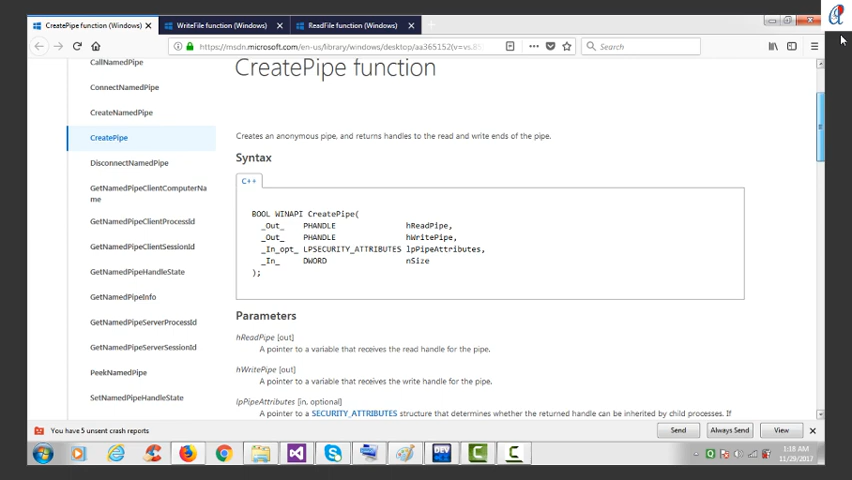 CreatePipe function (Windows)
WriteFile function (Windows)
ReadFile function (Windows)
https://msdn.microsoft.com/en-us/library/windows/desktop/aa365152(v=vs.85
Search
CallNamedPipe
ConnectNamedPipe
CreateNamedPipe
CreatePipe
DisconnectNamedPipe
GetNamedPipeClientComputerNa
me
GetNamedPipeClientProcessId
GetNamedPipeClientSessionId
GetNamedPipeHandleState
GetNamedPipeInfo
GetNamedPipeServerProcessId
GetNamedPipeServerSessionId
PeekNamedPipe
SetNamedPipeHandleState
CreatePipe function
Creates an anonymous pipe, and returns handles to the read and write ends of the pipe.
Syntax
C++
BOOL WINAPI CreatePipe(
_Out_ PHANDLE hReadPipe,
_Out_ PHANDLE hWritePipe,
_In_opt_ LPSECURITY_ATTRIBUTES lpPipeAttributes,
_In_ DWORD nSize
);
Parameters
hReadPipe [out]
A pointer to a variable that receives the read handle for the pipe.
hWritePipe [out]
A pointer to a variable that receives the write handle for the pipe.
lpPipeAttributes [in, optional]
A pointer to a SECURITY_ATTRIBUTES structure that determines whether the returned handle can be inherited by child processes. If
You have 5 unsent crash reports
Send
Always Send
View
DEV
1:18 AM
11/29/2017